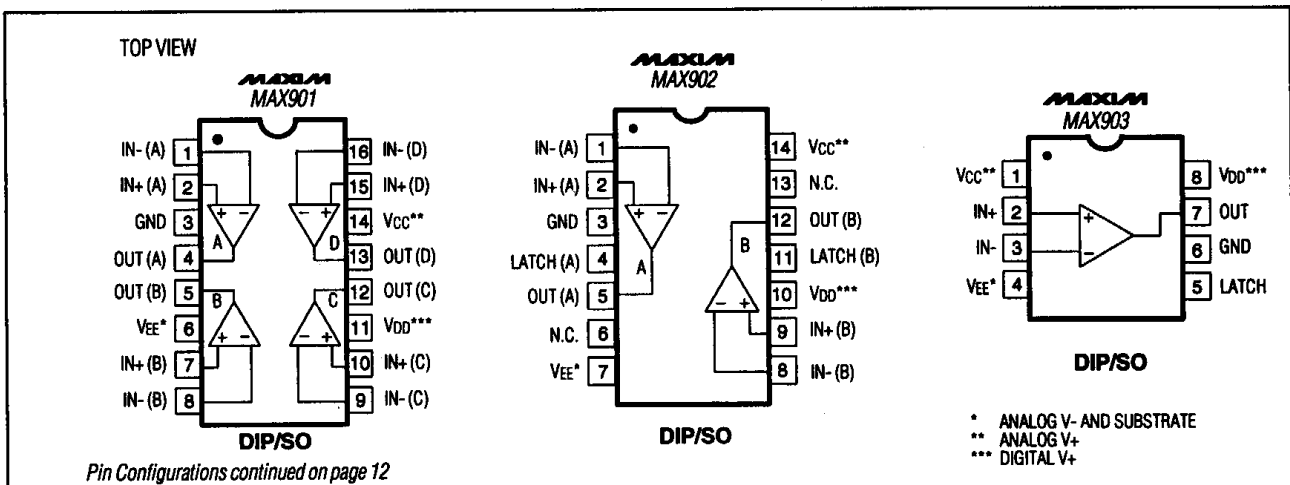 TOP VIEW
MAXIM
MAX901
IN- (A) 1
IN+ (A) 2
GND 3
OUT (A) 4
OUT (B) 5
VEE* 6
IN+ (B) 7
IN- (B) 8
16 IN- (D)
15 IN+ (D)
14 VCC**
13 OUT (D)
12 OUT (C)
11 VDD***
10 IN+ (C)
9 IN- (C)
+ -
A
- +
D
B
+ -
C
- +
DIP/SO
Pin Configurations continued on page 12
MAXIM
MAX902
IN- (A) 1
IN+ (A) 2
GND 3
LATCH (A) 4
OUT (A) 5
N.C. 6
VEE* 7
14 VCC**
13 N.C.
12 OUT (B)
11 LATCH (B)
10 VDD***
9 IN+ (B)
8 IN- (B)
+ -
A
B
- +
DIP/SO
MAXIM
MAX903
VCC** 1
IN+ 2
IN- 3
VEE* 4
8 VDD***
7 OUT
6 GND
5 LATCH
+
-
DIP/SO
* ANALOG V- AND SUBSTRATE
** ANALOG V+
*** DIGITAL V+